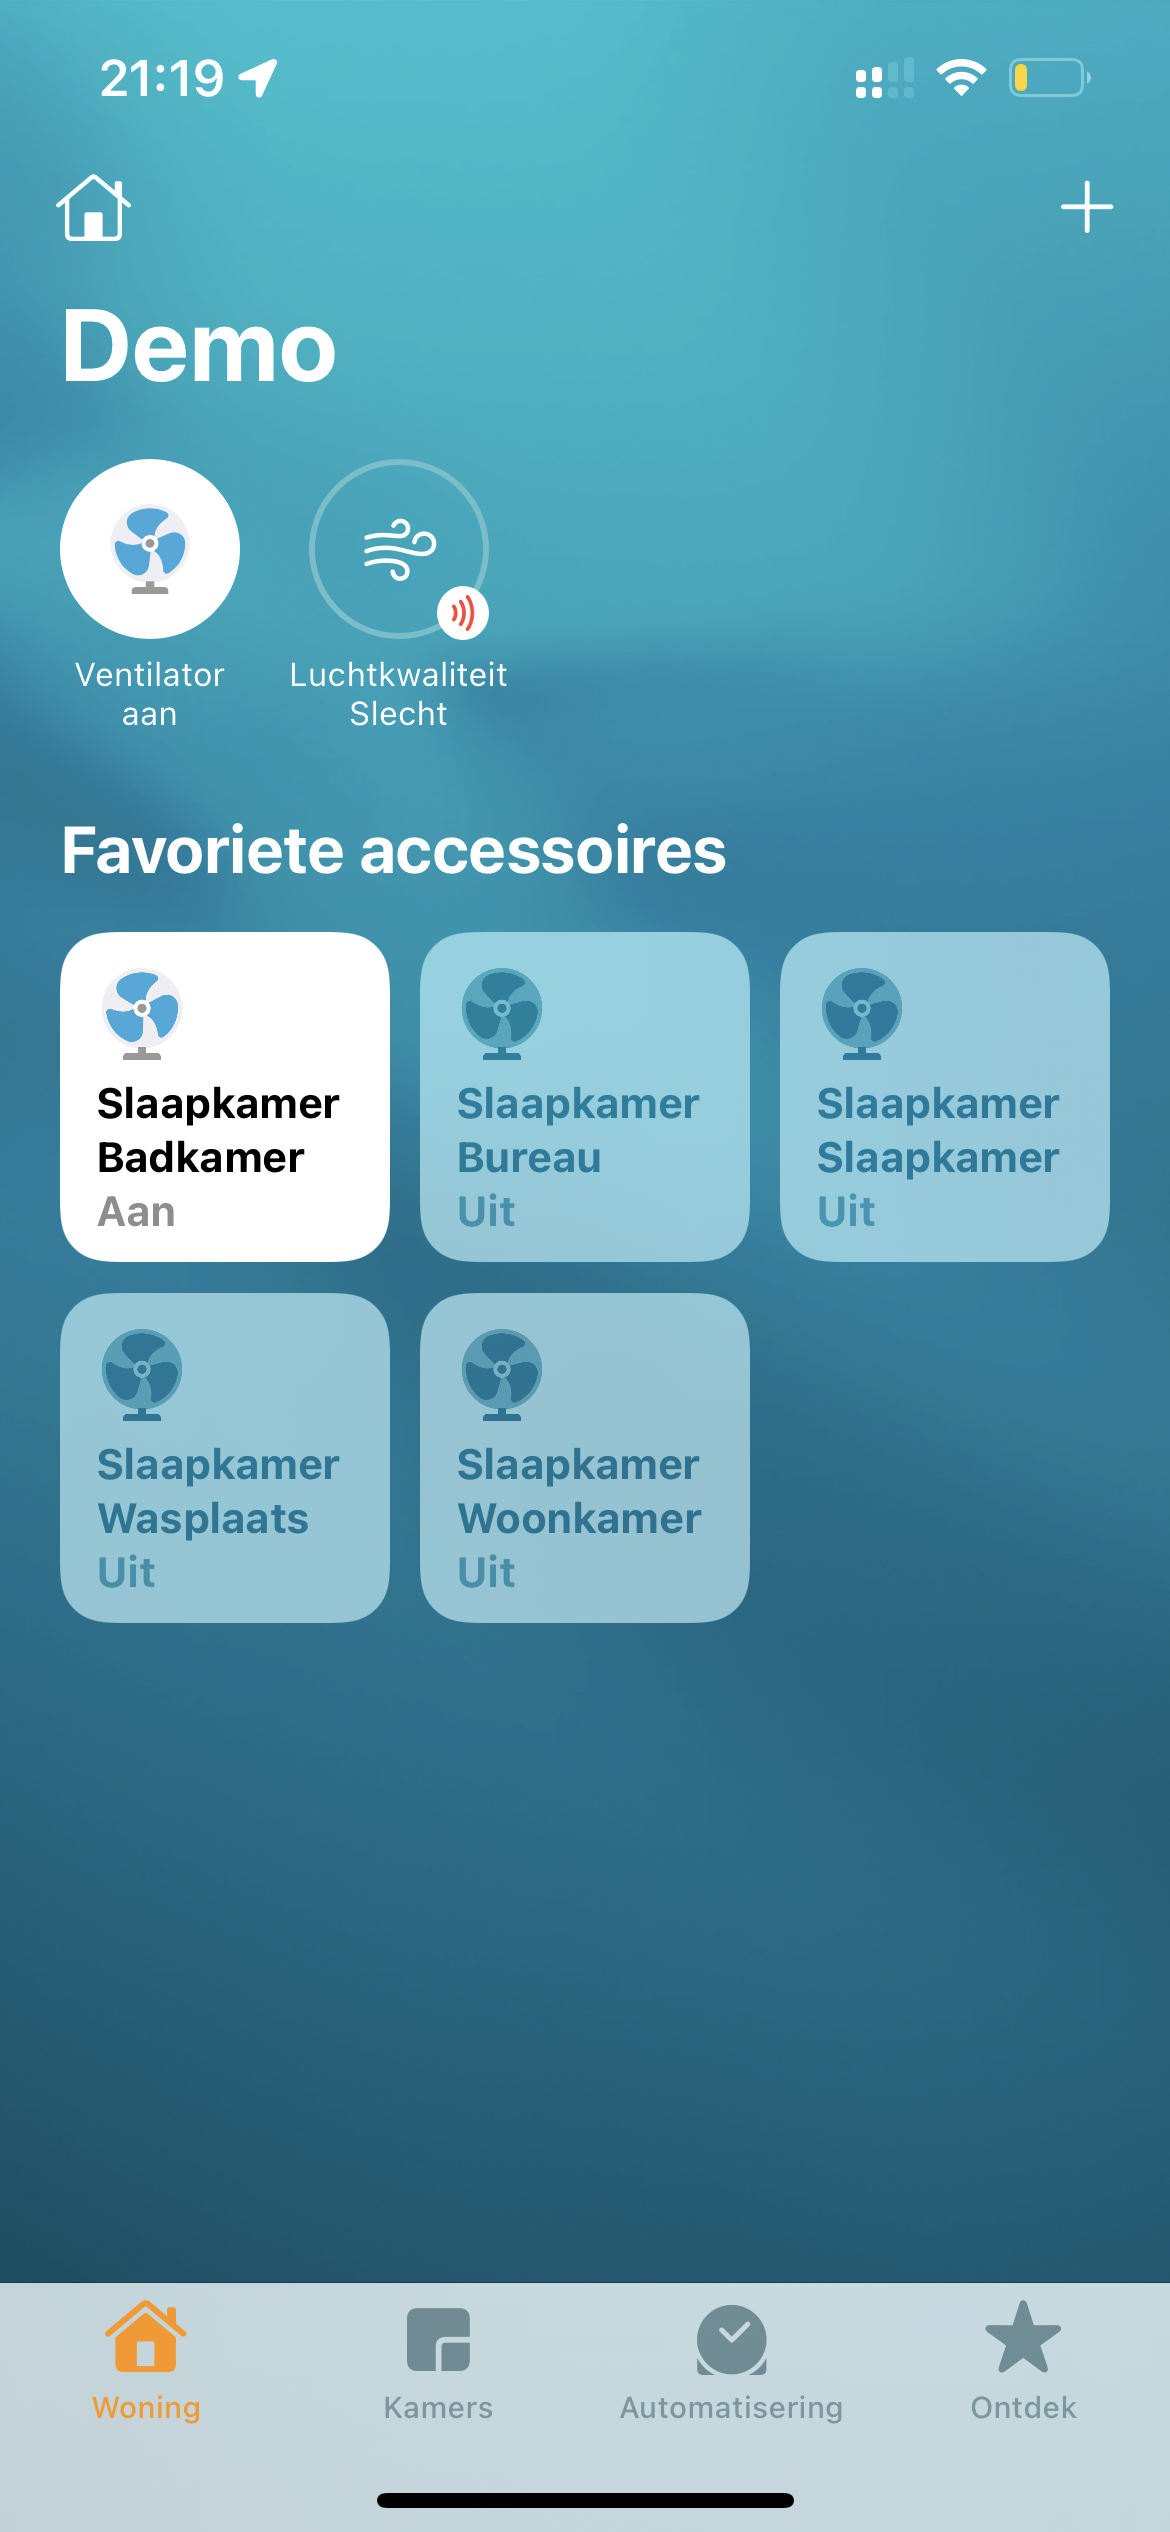 21:19
Demo
Ventilator
aan
Luchtkwaliteit
Slecht
Favoriete accessoires
Slaapkamer
Badkamer
Aan
Slaapkamer
Bureau
Uit
Slaapkamer
Slaapkamer
Uit
Slaapkamer
Wasplaats
Uit
Slaapkamer
Woonkamer
Uit
Woning
Kamers
Automatisering
Ontdek